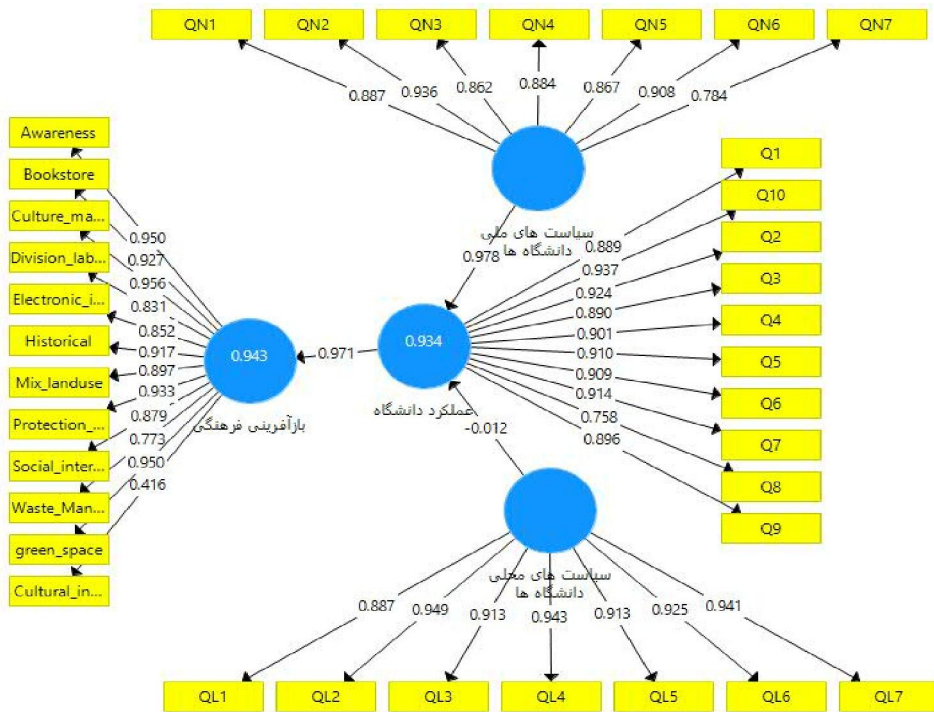 QN1 QN2 QN3 QN4 QN5 QN6 QN7
0.887 0.936 0.862 0.884 0.867 0.908 0.784
سیاست های ملی
دانشگاه ها
0.978
Awareness
Bookstore
Culture_ma...
Division_lab...
Electronic_i...
Historical
Mix_landuse
Protection_...
Social_inter...
Waste_Man...
green_space
Cultural_in...
0.950
0.927
0.956
0.831
0.852
0.917
0.897
0.933
0.879
0.773
0.950
0.416
0.943
بازآفرینی فرهنگی
0.971
0.934
عملکرد دانشگاه
-0.012
0.889
0.937
0.924
0.890
0.901
0.910
0.909
0.914
0.758
0.896
Q1
Q10
Q2
Q3
Q4
Q5
Q6
Q7
Q8
Q9
سیاست های محلی
دانشگاه ها
0.887 0.949 0.913 0.943 0.913 0.925 0.941
QL1 QL2 QL3 QL4 QL5 QL6 QL7